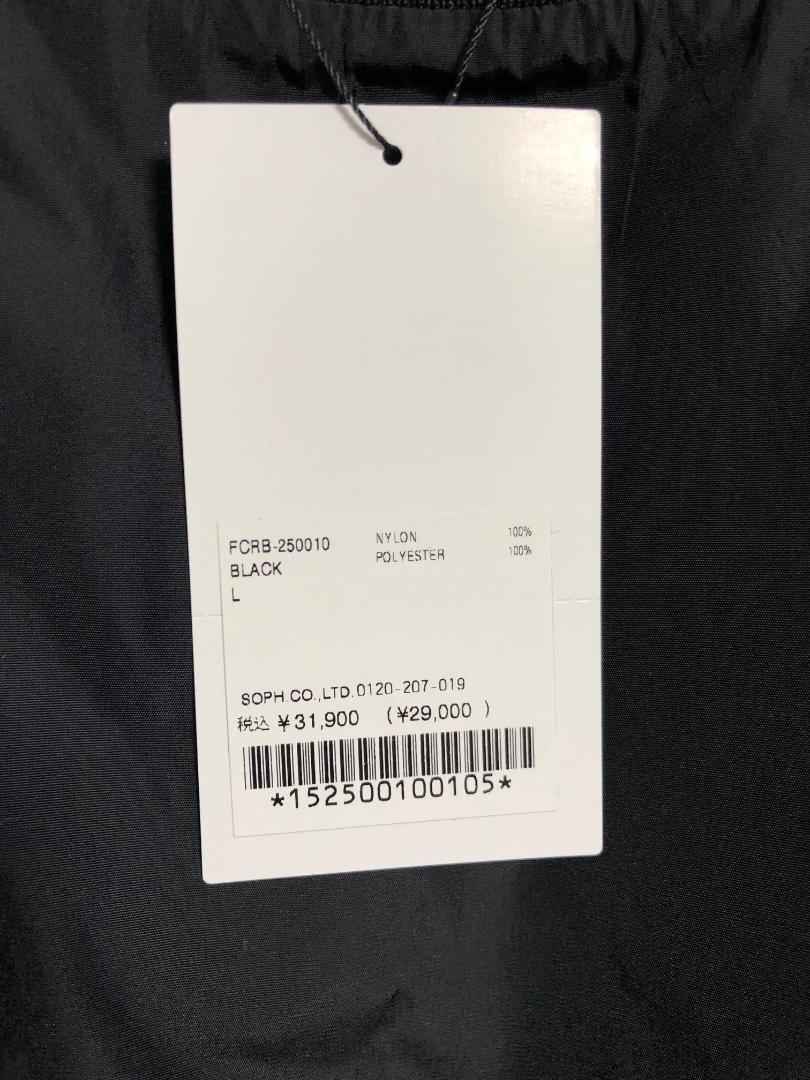 FCRB-250010 NYLON 100%
BLACK POLYESTER 100%
L
SOPH.CO.,LTD.0120-207-019
税込 ¥31,900 (¥29,000 )
*152500100105*